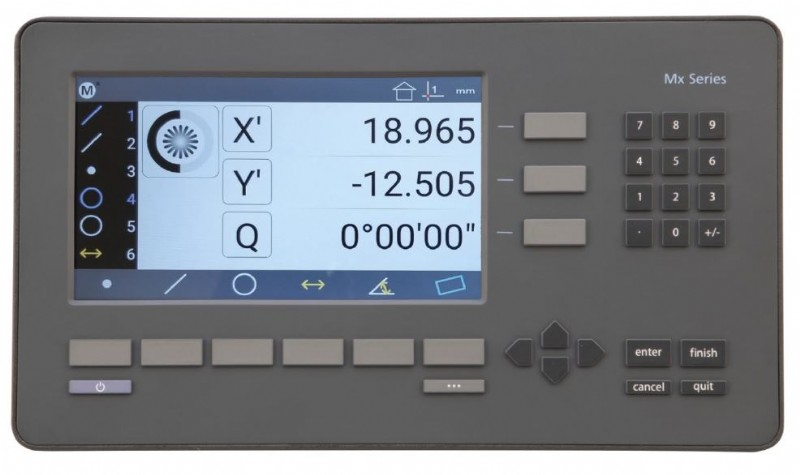 Mx Series
M
1 mm
1
2
3
4
5
6
X' 18.965
Y' -12.505
Q 0°00'00"
7 8 9
4 5 6
1 2 3
. 0 +/-
enter finish
cancel quit